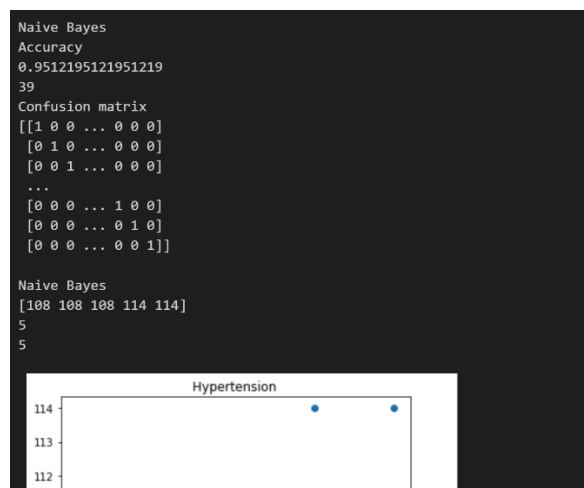 Naive Bayes
Accuracy
0.9512195121951219
39
Confusion matrix
[[1 0 0 ... 0 0 0]
[0 1 0 ... 0 0 0]
[0 0 1 ... 0 0 0]
...
[0 0 0 ... 1 0 0]
[0 0 0 ... 0 1 0]
[0 0 0 ... 0 0 1]]
Naive Bayes
[108 108 108 114 114]
5
5
Hypertension
114
113
112